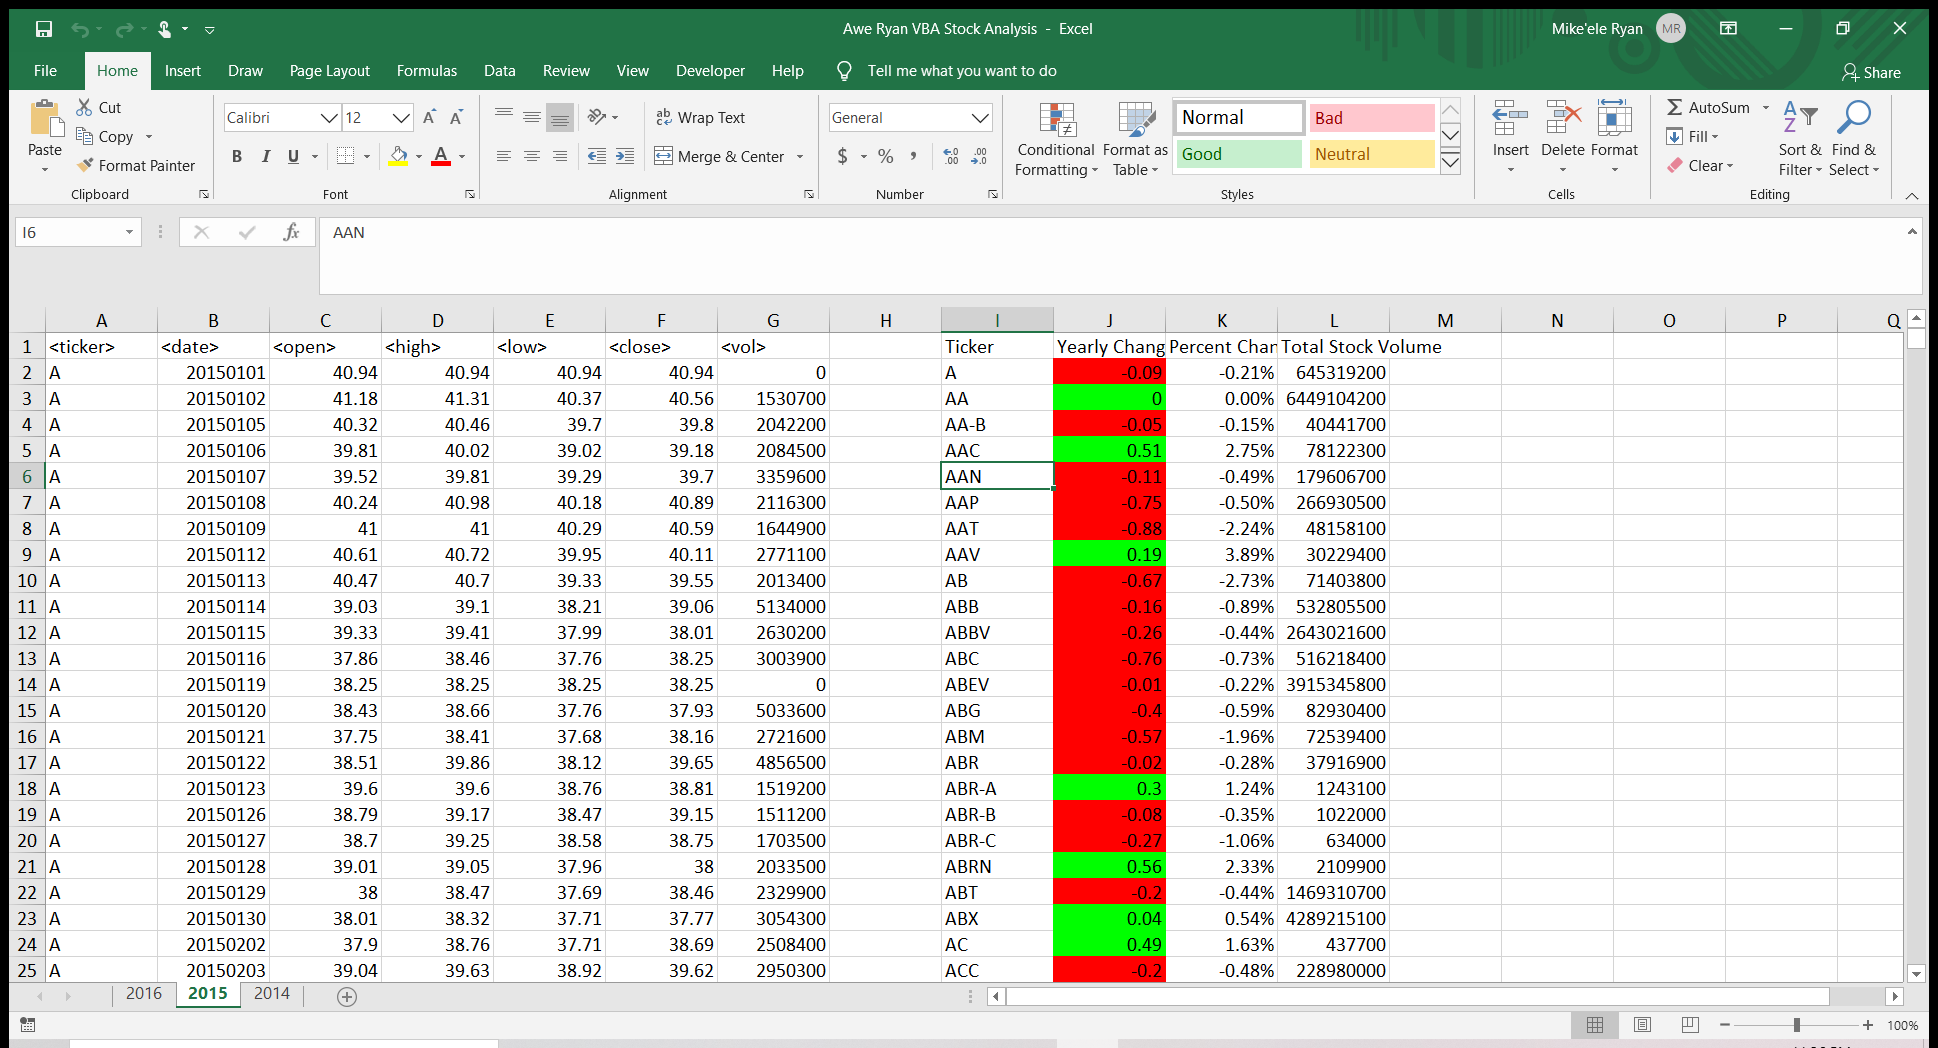 Awe Ryan VBA Stock Analysis - Excel
Mike'ele Ryan MR
File Home Insert Draw Page Layout Formulas Data Review View Developer Help Tell me what you want to do Share
Paste Cut Copy Format Painter Clipboard
Calibri 12 A A B I U A Font
ab Wrap Text Merge & Center Alignment
General $ % , Number
Conditional Formatting Format as Table Normal Bad Good Neutral Styles
Insert Delete Format Cells
AutoSum Fill Clear Sort & Filter Find & Select Editing
I6 fx AAN
A B C D E F G H I J K L M N O P Q
1 <ticker> <date> <open> <high> <low> <close> <vol> Ticker Yearly Chang Percent Char Total Stock Volume
2 A 20150101 40.94 40.94 40.94 40.94 0 A -0.09 -0.21% 645319200
3 A 20150102 41.18 41.31 40.37 40.56 1530700 AA 0 0.00% 6449104200
4 A 20150105 40.32 40.46 39.7 39.8 2042200 AA-B -0.05 -0.15% 40441700
5 A 20150106 39.81 40.02 39.02 39.18 2084500 AAC 0.51 2.75% 78122300
6 A 20150107 39.52 39.81 39.29 39.7 3359600 AAN -0.11 -0.49% 179606700
7 A 20150108 40.24 40.98 40.18 40.89 2116300 AAP -0.75 -0.50% 266930500
8 A 20150109 41 41 40.29 40.59 1644900 AAT -0.88 -2.24% 48158100
9 A 20150112 40.61 40.72 39.95 40.11 2771100 AAV 0.19 3.89% 30229400
10 A 20150113 40.47 40.7 39.33 39.55 2013400 AB -0.67 -2.73% 71403800
11 A 20150114 39.03 39.1 38.21 39.06 5134000 ABB -0.16 -0.89% 532805500
12 A 20150115 39.33 39.41 37.99 38.01 2630200 ABBV -0.26 -0.44% 2643021600
13 A 20150116 37.86 38.46 37.76 38.25 3003900 ABC -0.76 -0.73% 516218400
14 A 20150119 38.25 38.25 38.25 38.25 0 ABEV -0.01 -0.22% 3915345800
15 A 20150120 38.43 38.66 37.76 37.93 5033600 ABG -0.4 -0.59% 82930400
16 A 20150121 37.75 38.41 37.68 38.16 2721600 ABM -0.57 -1.96% 72539400
17 A 20150122 38.51 39.86 38.12 39.65 4856500 ABR -0.02 -0.28% 37916900
18 A 20150123 39.6 39.6 38.76 38.81 1519200 ABR-A 0.3 1.24% 1243100
19 A 20150126 38.79 39.17 38.47 39.15 1511200 ABR-B -0.08 -0.35% 1022000
20 A 20150127 38.7 39.25 38.58 38.75 1703500 ABR-C -0.27 -1.06% 634000
21 A 20150128 39.01 39.05 37.96 38 2033500 ABRN 0.56 2.33% 2109900
22 A 20150129 38 38.47 37.69 38.46 2329900 ABT -0.2 -0.44% 1469310700
23 A 20150130 38.01 38.32 37.71 37.77 3054300 ABX 0.04 0.54% 4289215100
24 A 20150202 37.9 38.76 37.71 38.69 2508400 AC 0.49 1.63% 437700
25 A 20150203 39.04 39.63 38.92 39.62 2950300 ACC -0.2 -0.48% 228980000
2016 2015 2014
100%